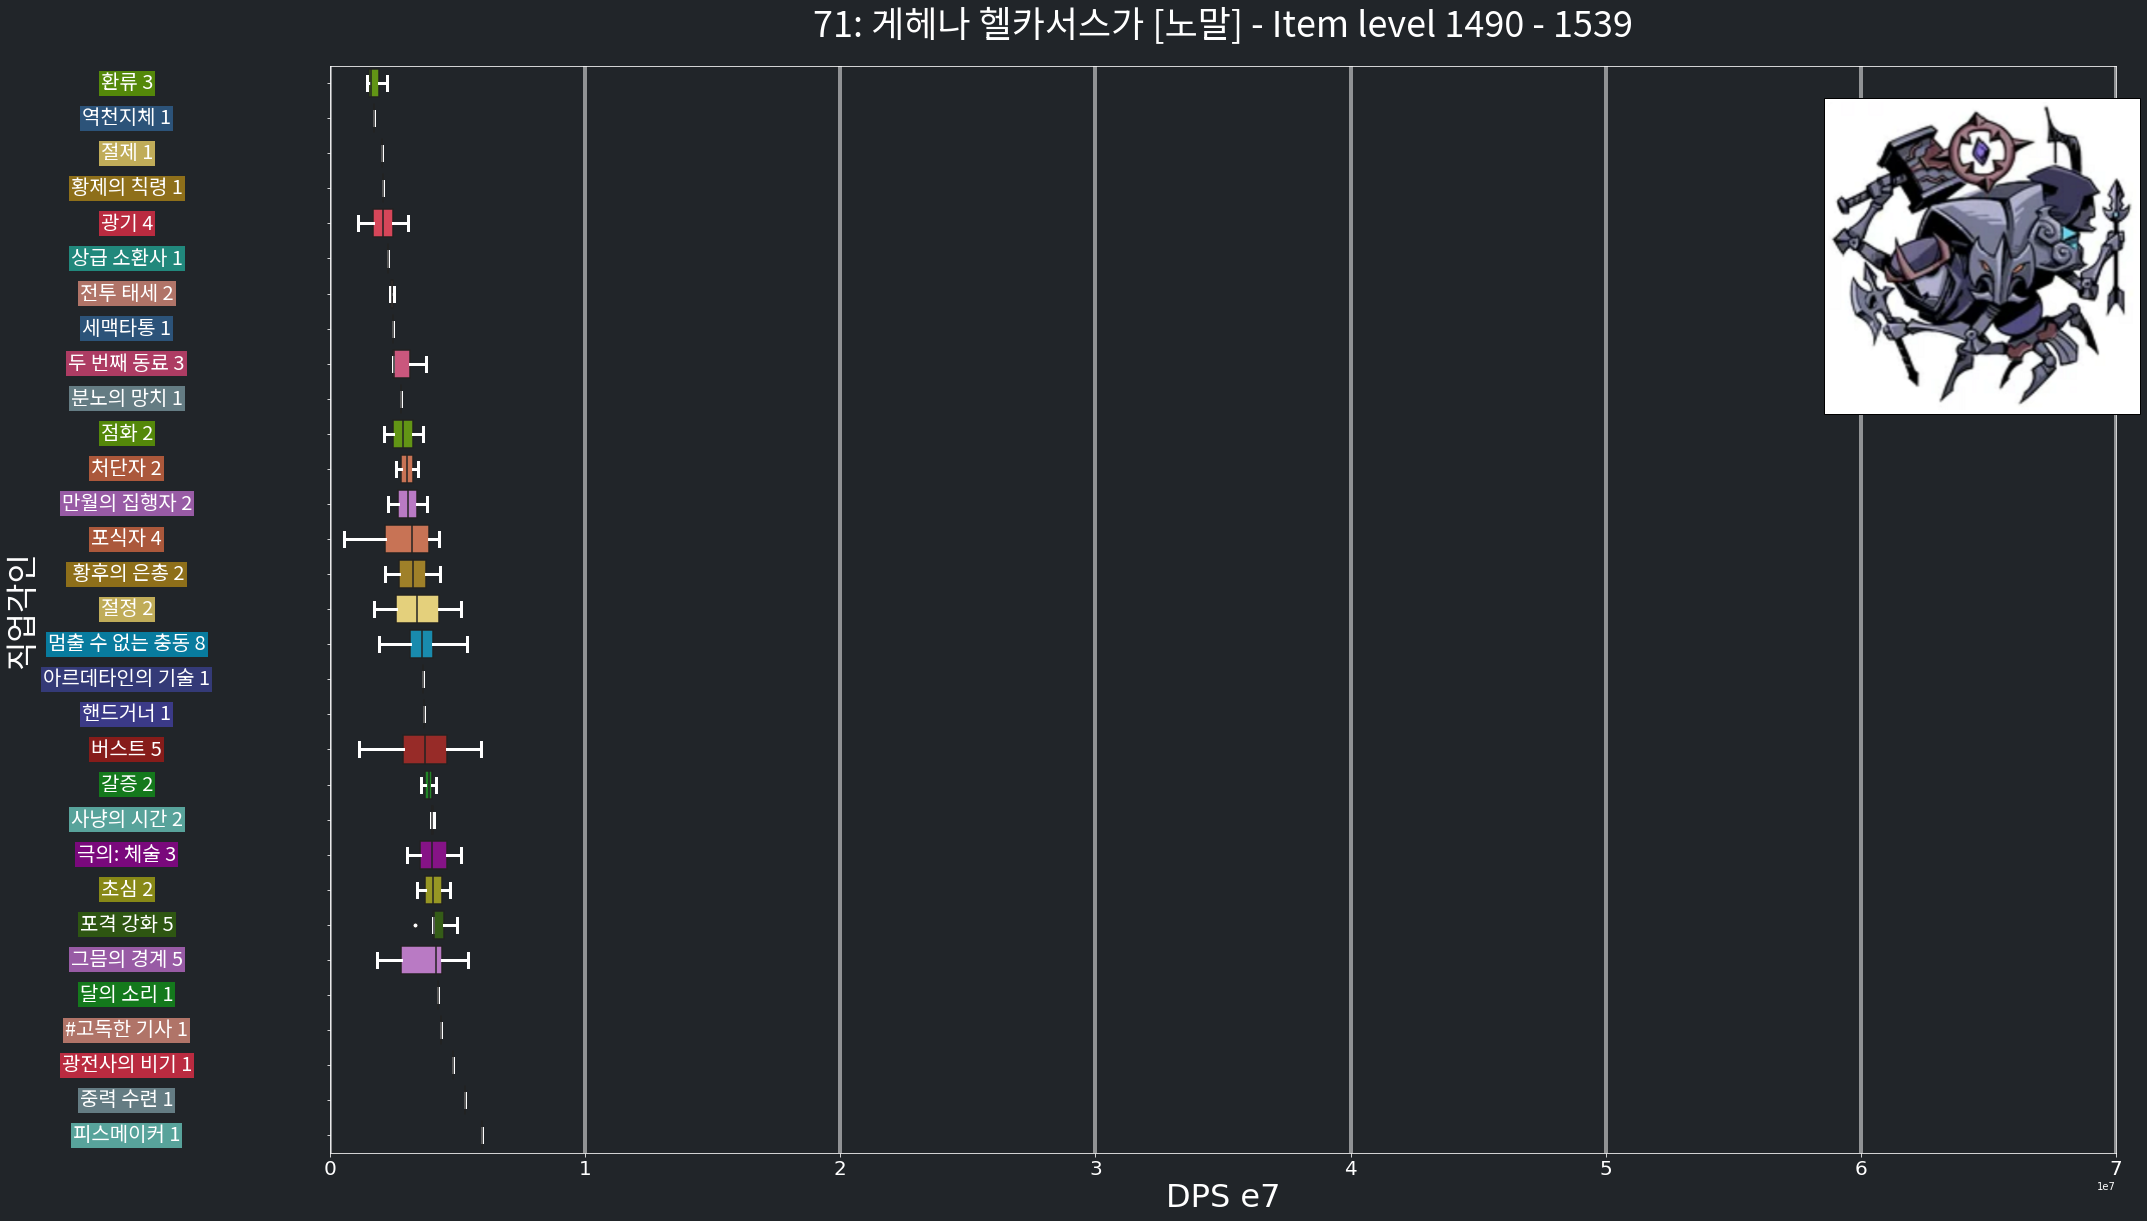 71: 게헤나 헬카서스가 [노말] - Item level 1490 - 1539
환류 3
역천지체 1
절제 1
황제의 칙령 1
광기 4
상급 소환사 1
전투 태세 2
세맥타통 1
두 번째 동료 3
분노의 망치 1
점화 2
처단자 2
만월의 집행자 2
포식자 4
황후의 은총 2
절정 2
멈출 수 없는 충동 8
아르데타인의 기술 1
핸드거너 1
버스트 5
갈증 2
사냥의 시간 2
극의: 체술 3
초심 2
포격 강화 5
그믐의 경계 5
달의 소리 1
#고독한 기사 1
광전사의 비기 1
중력 수련 1
피스메이커 1
직업각인
0 1 2 3 4 5 6 7
1e7
DPS e7